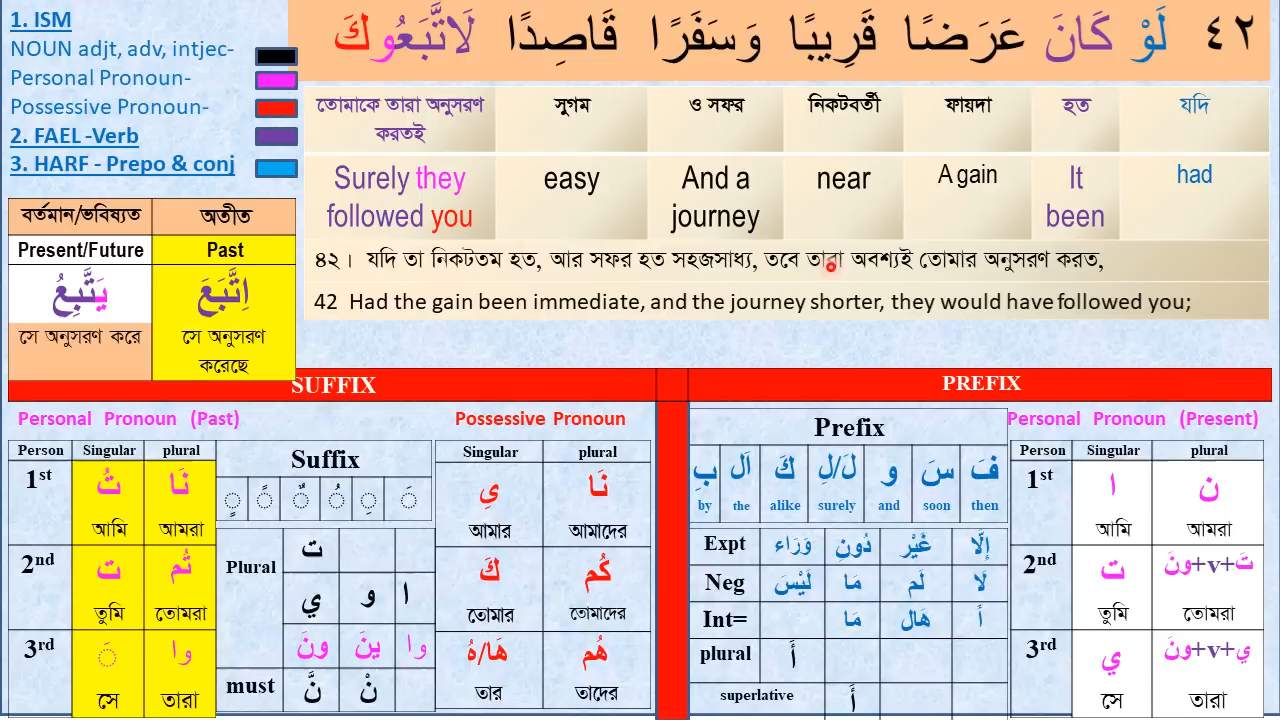 1. ISM
NOUN adjt, adv, intjec-
Personal Pronoun-
Possessive Pronoun-
2. FAEL -Verb
3. HARF - Prepo & conj
٤٢ لَوْ كَانَ عَرَضًا قَرِيبًا وَسَفَرًا قَاصِدًا لَاتَّبَعُوكَ
যদি
হত
ফায়দা
নিকটবর্তী
ও সফর
সুগম
তোমাকে তারা অনুসরণ
করতই
had
It
been
A gain
near
And a
journey
easy
Surely they
followed you
৪২। যদি তা নিকটতম হত, আর সফর হত সহজসাধ্য, তবে তারা অবশ্যই তোমার অনুসরণ করত,
42 Had the gain been immediate, and the journey shorter, they would have followed you;
বর্তমান/ভবিষ্যত অতীত
Present/Future Past
يَتَّبِعُ اِتَّبَعَ
সে অনুসরণ করে
সে অনুসরণ
করেছে
SUFFIX
Personal Pronoun (Past)
Person Singular plural
1st تُ نَا
আমি আমরা
2nd ت تُم
তুমি তোমরা
3rd َ وا
সে তারা
Suffix
ٍ ً ٌ ُ ِ َ
Plural
ت
ي و ا
ونَ ينَ وا
must نَّ نْ
Possessive Pronoun
Singular plural
ي نَا
আমার আমাদের
كَ كُم
তোমার তোমাদের
هَا/هُ هُم
তার তাদের
PREFIX
Prefix
بِ اَل كَ لَ/لِ و سَ فَ
by the alike surely and soon then
Expt وَرَاء دُونِ غَيْر إِلَّا
Neg لَيْسَ مَا لَم لَا
Int= مَا هَال أَ
plural أَ
superlative أَ
Personal Pronoun (Present)
Person Singular plural
1st ا ن
আমি আমরা
2nd ت تَ+v+ونَ
তুমি তোমরা
3rd ي ي+v+ونَ
সে তারা